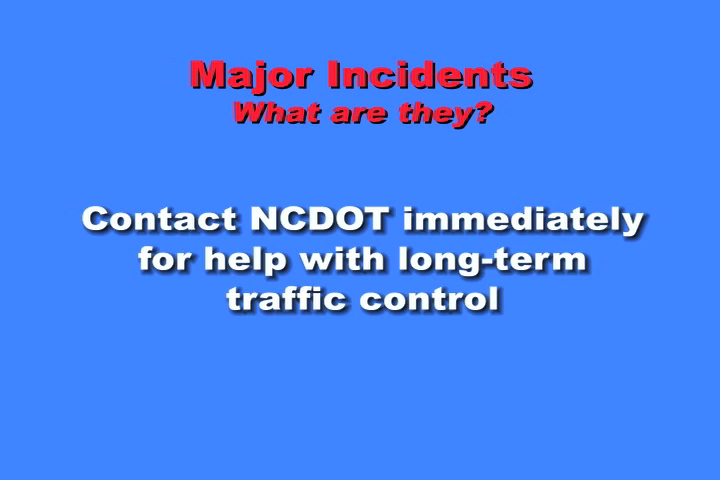 Major Incidents
What are they?
Contact NCDOT immediately
for help with long-term
traffic control